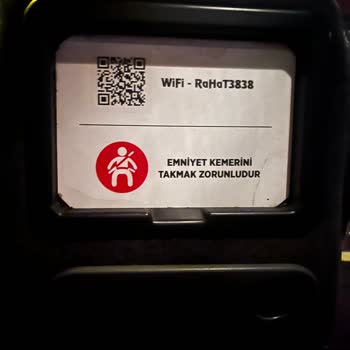 WiFi - RaHaT3838
EMNİYET KEMERİNİ
TAKMAK ZORUNLUDUR